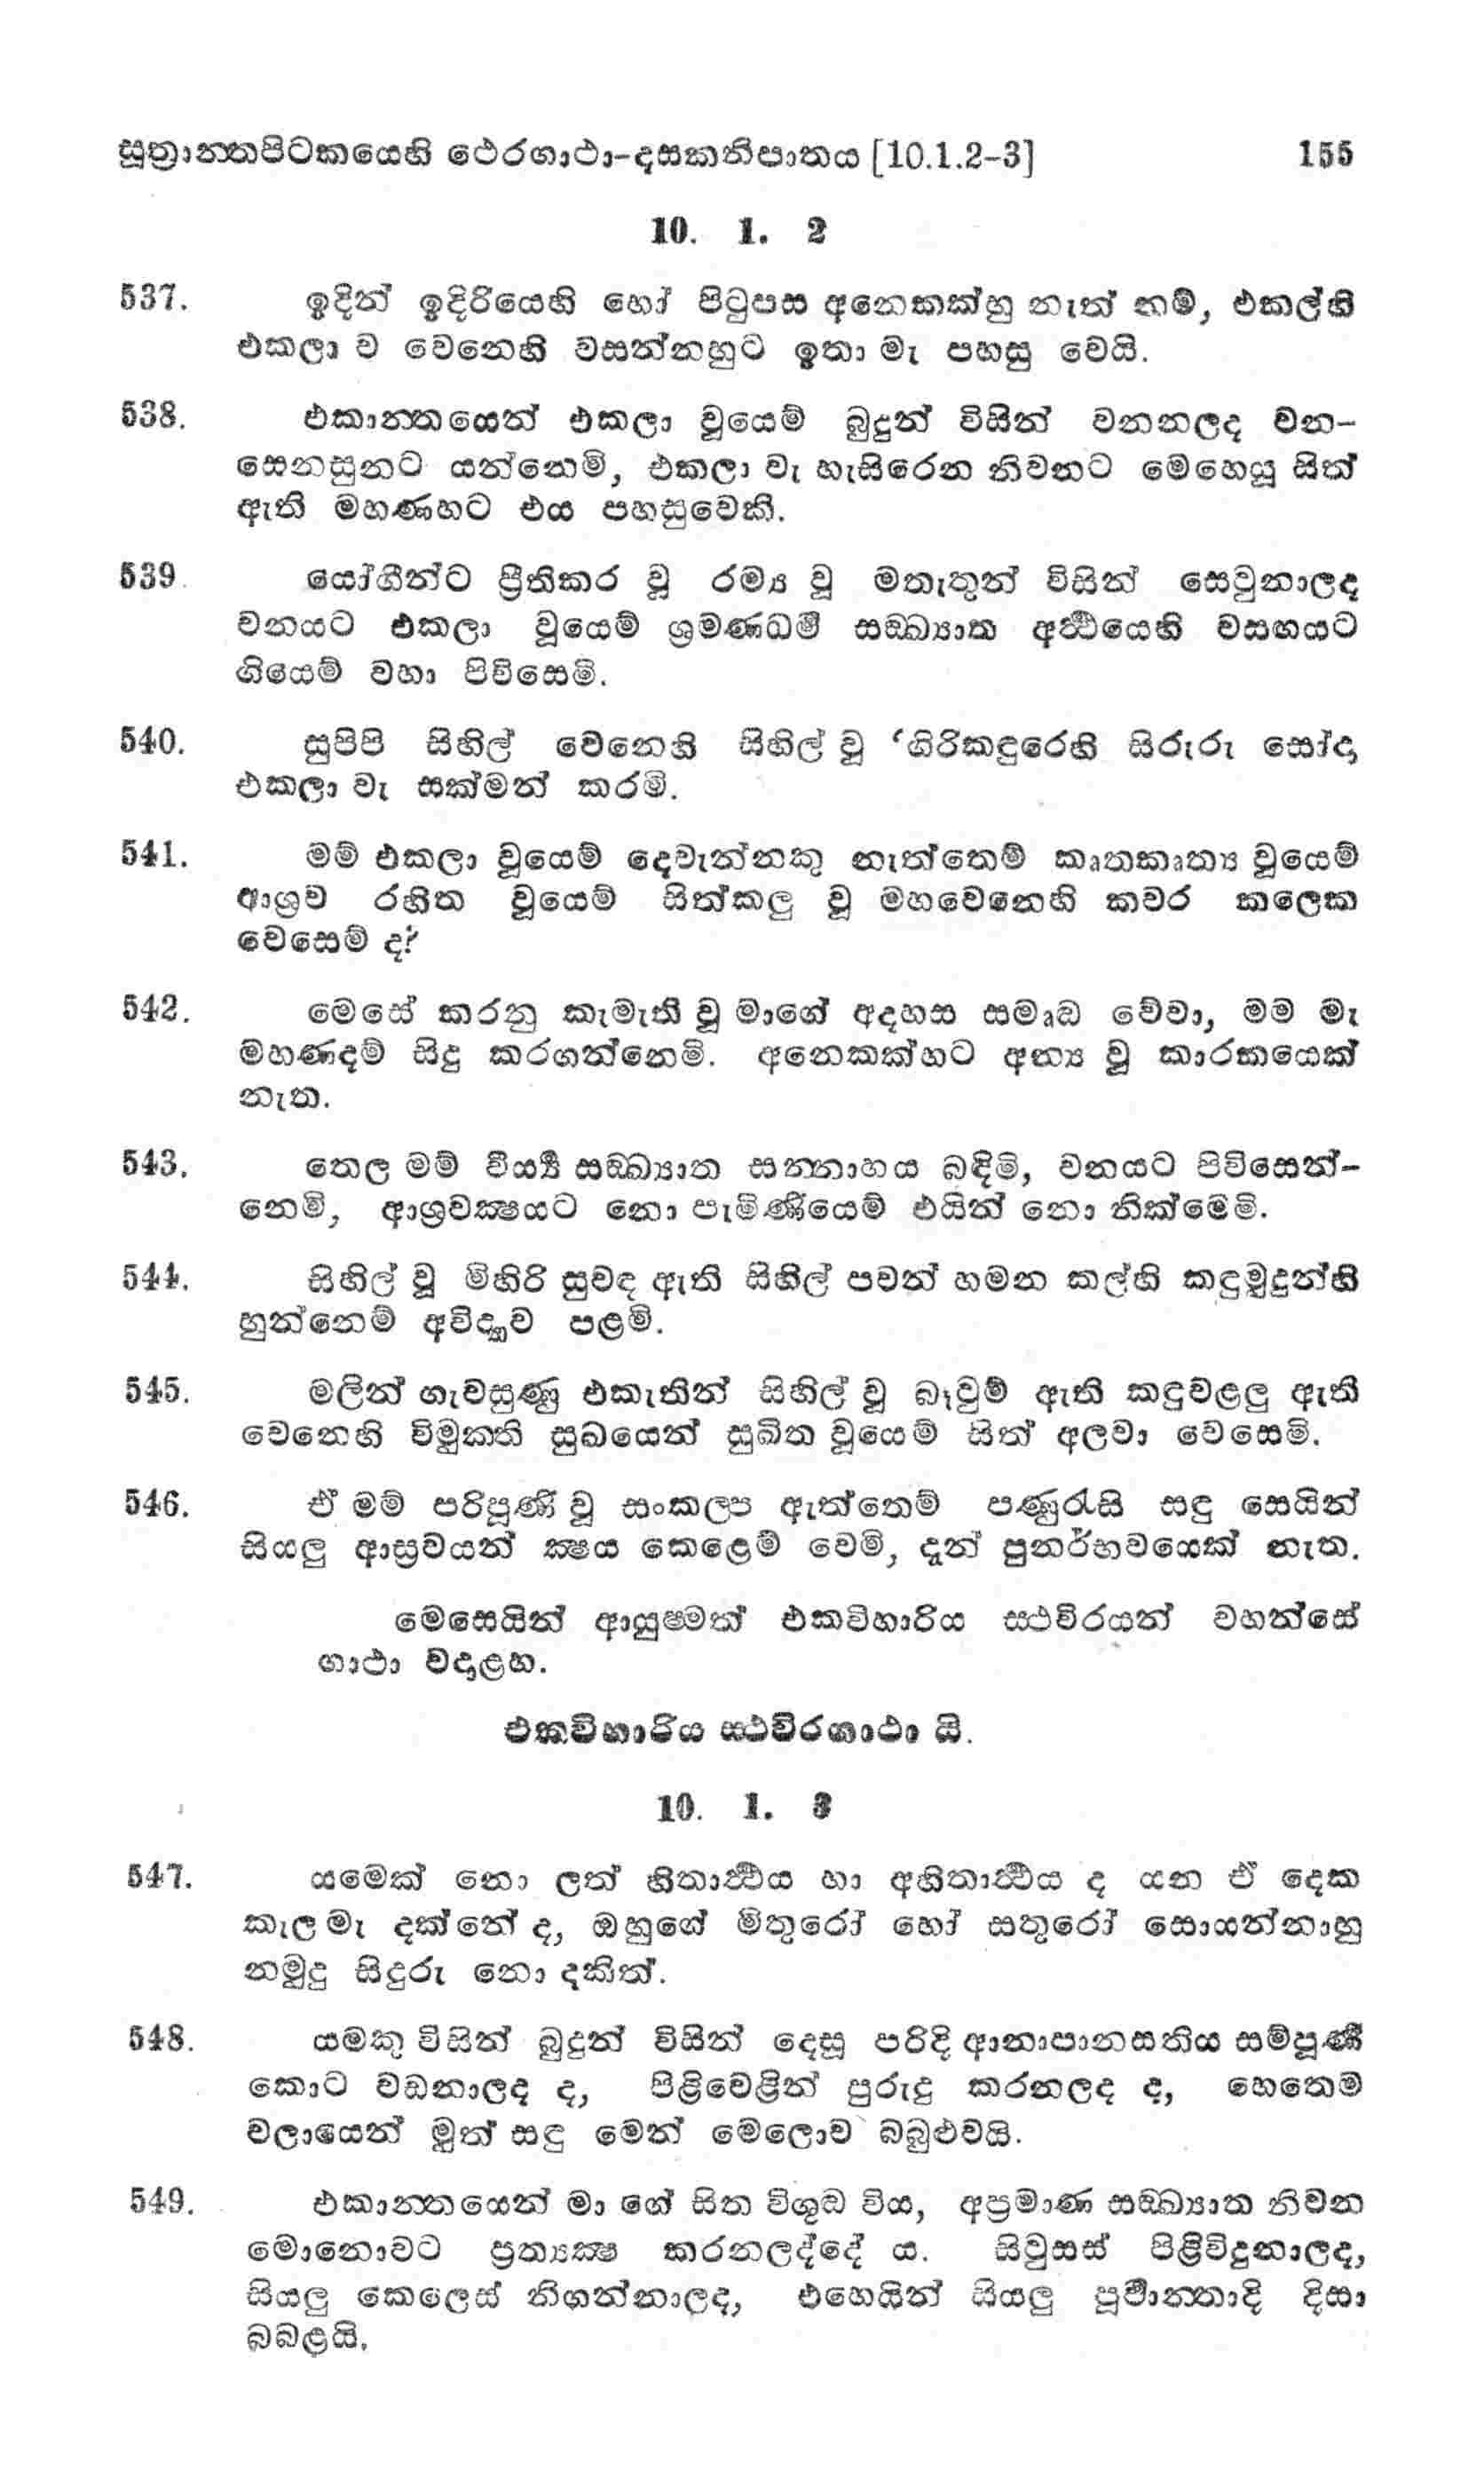 සූත්‍රාන්තපිටකයෙහි ථෙරගාථා-දසකනිපාතය [10.1.2-3] 155
10. 1. 2
537. ඉදින් ඉදිරියෙහි හෝ පිටුපස අනෙකක්හු නැත් නම්, එකල්හි
එකලා ව වෙනෙහි වසන්නහුට ඉතා මැ පහසු වෙයි.
538. එකාන්තයෙන් එකලා වූයෙම් බුදුන් විසින් වනනලද වන-
සෙනසුනට යන්නෙමි, එකලා වැ හැසිරෙන නිවනට මෙහෙයූ සිත්
ඇති මහණහට එය පහසුවෙකි.
539. යෝගීන්ට ප්‍රීතිකර වූ රම්‍ය වූ මතැතුන් විසින් සෙවුනාලද
වනයට එකලා වූයෙම් ශ්‍රමණධර්ම සඞ්ඛ්‍යාත අර්ථයෙහි වසඟයට
ගියෙම් වහා පිවිසෙමි.
540. සුපිපි සිහිල් වෙනෙහි සිහිල් වූ ‘ගිරිකඳුරෙහි සිරුරු සෝදා
එකලා වැ සක්මන් කරමි.
541. මම් එකලා වූයෙම් දෙවැන්නකු නැත්තෙම් කෘතකෘත්‍ය වූයෙම්
ආශ්‍රව රහිත වූයෙම් සිත්කලු වූ මහවෙනෙහි කවර කලෙක
වෙසෙම් ද?
542. මෙසේ කරනු කැමැති වූ මාගේ අදහස සමෘද්ධ වේවා, මම මැ
මහණදම් සිදු කරගන්නෙමි. අනෙකක්හට අන්‍ය වූ කාරකයෙක්
නැත.
543. තෙල මම් වීර්‍ය්‍ය සඞ්ඛ්‍යාත සන්නාහය බඳිමි, වනයට පිවිසෙන්-
නෙමි, ආශ්‍රවක්‍ෂයට නො පැමිණියෙම් එයින් නො නික්මෙමි.
544. සිහිල් වූ මිහිරි සුවඳ ඇති සිහිල් පවන් හමන කල්හි කඳුමුදුන්හි
හුන්නෙම් අවිද්‍යාව පළමි.
545. මලින් ගැවසුණු එකැතින් සිහිල් වූ බෑවුම් ඇති කඳුවළලු ඇති
වෙනෙහි විමුක්ති සුඛයෙන් සුඛිත වූයෙම් සිත් අලවා වෙසෙමි.
546. ඒ මම් පරිපූර්ණ වූ සංකල්ප ඇත්තෙම් පණුරැසි සඳු සෙයින්
සියලු ආස්‍රවයන් ක්‍ෂය කෙළෙම් වෙමි, දැන් පුනර්භවයෙක් නැත.
මෙසෙයින් ආයුෂ්මත් එකවිහාරිය ස්ථවිරයන් වහන්සේ
ගාථා වදාළහ.
එකවිහාරිය ස්ථවිරගාථා යි.
10. 1. 3
547. යමෙක් නො ලත් හිතාර්ථය හා අහිතාර්ථය ද යන ඒ දෙක
කැල මැ දක්නේ ද, ඔහුගේ මිතුරෝ හෝ සතුරෝ සොයන්නාහු
නමුදු සිදුරු නො දකිත්.
548. යමකු විසින් බුදුන් විසින් දෙසූ පරිදි ආනාපානසතිය සම්පූර්ණ
කොට වඩනාලද ද, පිළිවෙළින් පුරුදු කරනලද ද, හෙතෙම
වලායෙන් මුත් සඳු මෙන් මෙලොව බබුළුවයි.
549. එකාන්තයෙන් මා ගේ සිත විශුද්ධ විය, අප්‍රමාණ සඞ්ඛ්‍යාත නිවන
මොනොවට ප්‍රත්‍යක්‍ෂ කරනලද්දේ ය. සිවුසස් පිළිවිදුනාලද,
සියලු කෙලෙස් නිගන්නාලද, එහෙයින් සියලු පූර්වාන්තාදි දිසා
බබළයි.